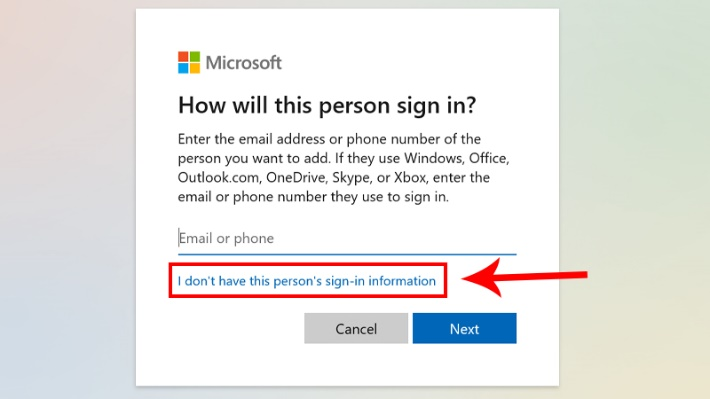 Microsoft
How will this person sign in?
Enter the email address or phone number of the
person you want to add. If they use Windows, Office,
Outlook.com, OneDrive, Skype, or Xbox, enter the
email or phone number they use to sign in.
Email or phone
I don't have this person's sign-in information
Cancel Next